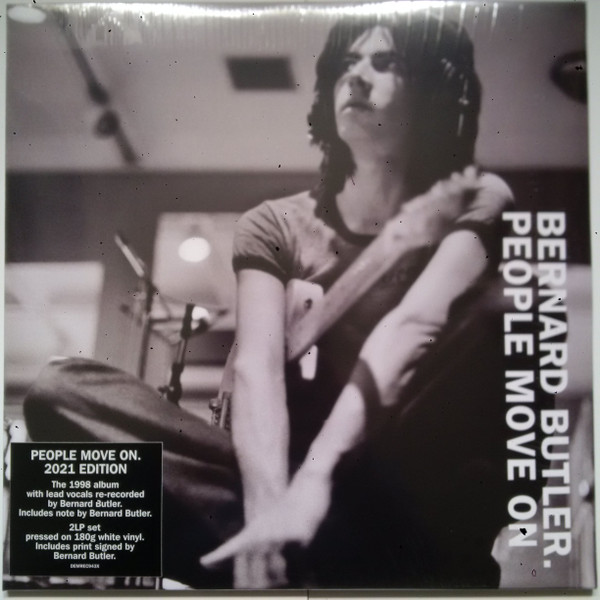 BERNARD BUTLER.
PEOPLE MOVE ON
PEOPLE MOVE ON.
2021 EDITION
The 1998 album
with lead vocals re-recorded
by Bernard Butler.
Includes note by Bernard Butler.
2LP set
pressed on 180g white vinyl.
Includes print signed by
Bernard Butler.